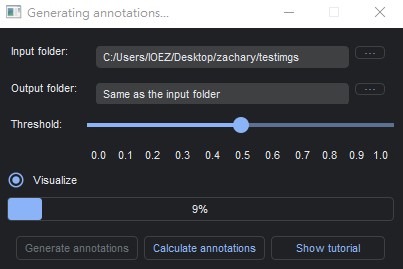 Generating annotations...
Input folder:
C:/Users/IOEZ/Desktop/zachary/testimgs
...
Output folder:
Same as the input folder
...
Threshold:
0.0 0.1 0.2 0.3 0.4 0.5 0.6 0.7 0.8 0.9 1.0
Visualize
9%
Generate annotations Calculate annotations Show tutorial